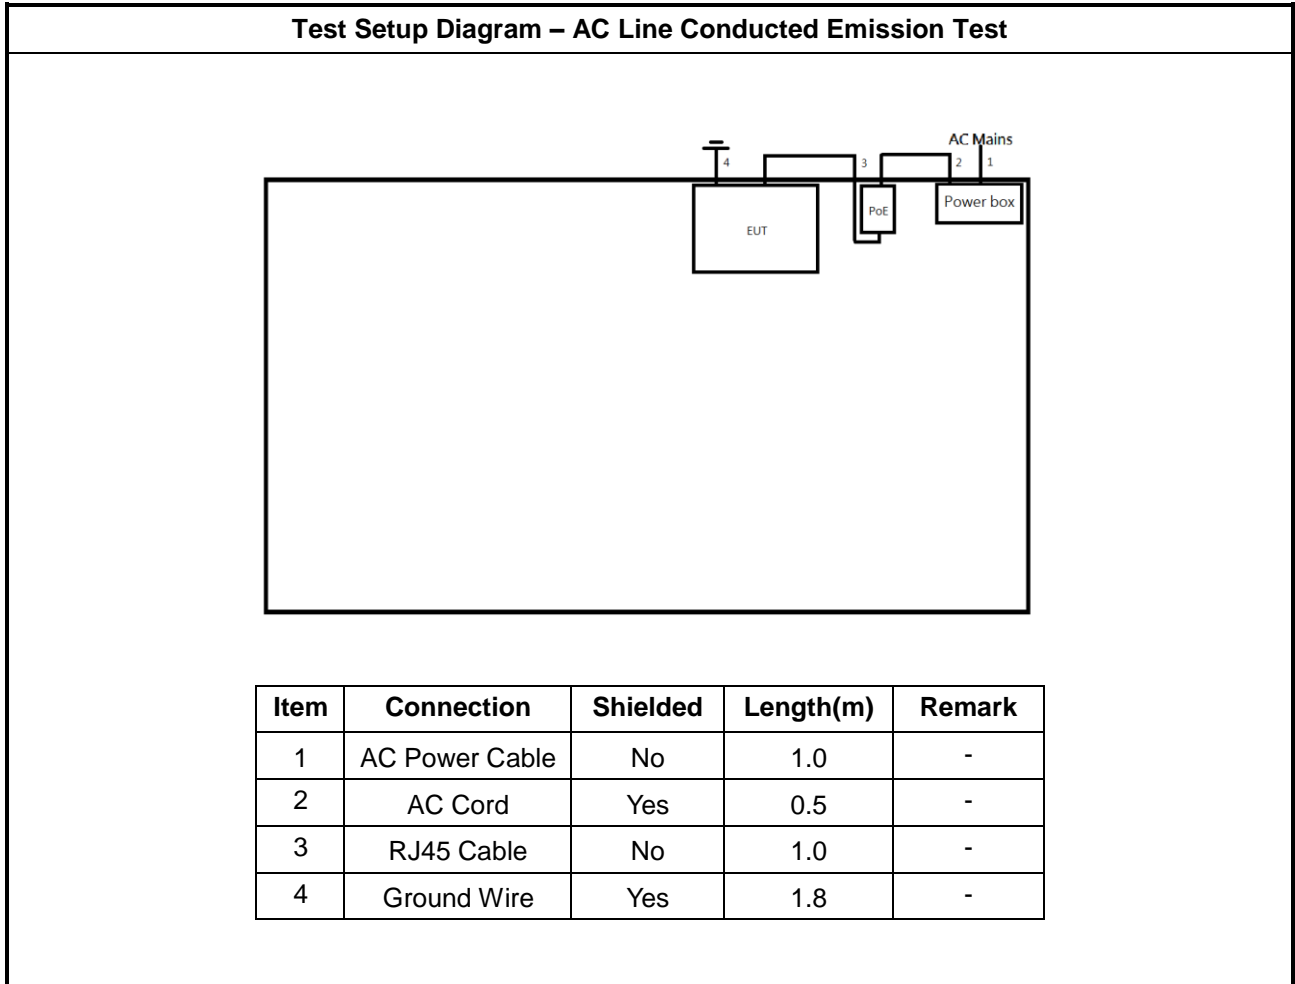 Test Setup Diagram – AC Line Conducted Emission Test
AC Mains
4
3
2
1
PoE
Power box
EUT
Item Connection Shielded Length(m) Remark
1 AC Power Cable No 1.0 -
2 AC Cord Yes 0.5 -
3 RJ45 Cable No 1.0 -
4 Ground Wire Yes 1.8 -